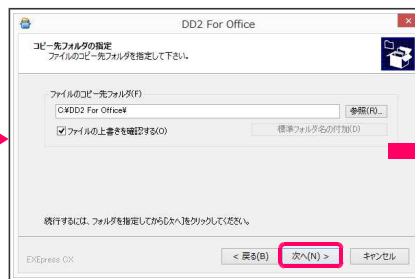 DD2 For Office
コピー先フォルダの指定
ファイルのコピー先フォルダを指定して下さい。
ファイルのコピー先フォルダ(F)
C:¥DD2 For Office¥
参照(R)...
ファイルの上書きを確認する(O)
標準フォルダ名の付加(D)
続行するには、フォルダを指定してから[次へ]をクリックしてください。
EXEpress CX
< 戻る(B)
次へ(N) >
キャンセル